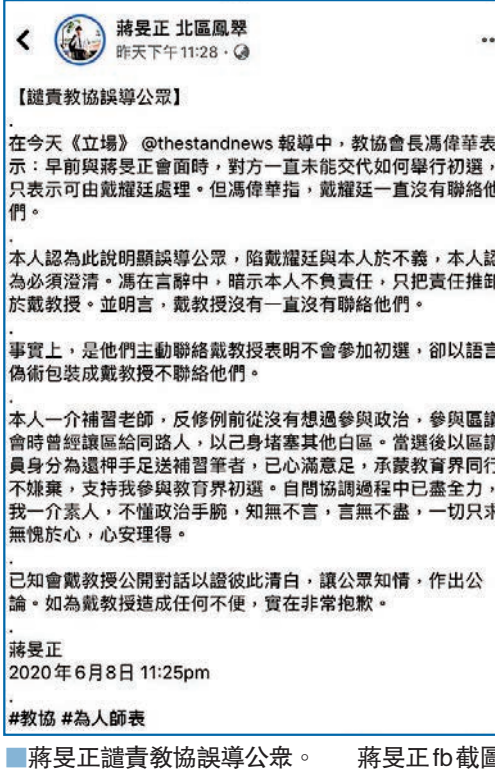 蔣旻正 北區鳳翠
昨天下午11:28 ·
【譴責教協誤導公眾】
.
在今天《立場》 @thestandnews 報導中，教協會長馮偉華表
示：早前與蔣旻正會面時，對方一直未能交代如何舉行初選，
只表示可由戴耀廷處理。但馮偉華指，戴耀廷一直沒有聯絡他
們。
.
本人認為此說明顯誤導公眾，陷戴耀廷與本人於不義，本人認
為必須澄清。馮在言辭中，暗示本人不負責任，只把責任推卸
於戴教授。並明言，戴教授沒有一直沒有聯絡他們。
.
事實上，是他們主動聯絡戴教授表明不會參加初選，卻以語言
偽術包裝成戴教授不聯絡他們。
.
本人一介補習老師，反修例前從沒有想過參與政治，參與區議
會時曾經讓區給同路人，以己身堵塞其他白區。當選後以區議
員身分為還柙手足送補習筆者，已心滿意足，承蒙教育界同行
不嫌棄，支持我參與教育界初選。自問協調過程中已盡全力，
我一介素人，不懂政治手腕，知無不言，言無不盡，一切只求
無愧於心，心安理得。
.
已知會戴教授公開對話以證彼此清白，讓公眾知情，作出公
論。如為戴教授造成任何不便，實在非常抱歉。
.
蔣旻正
2020年6月8日 11:25pm
.
#教協 #為人師表
■蔣旻正譴責教協誤導公眾。 蔣旻正fb截圖